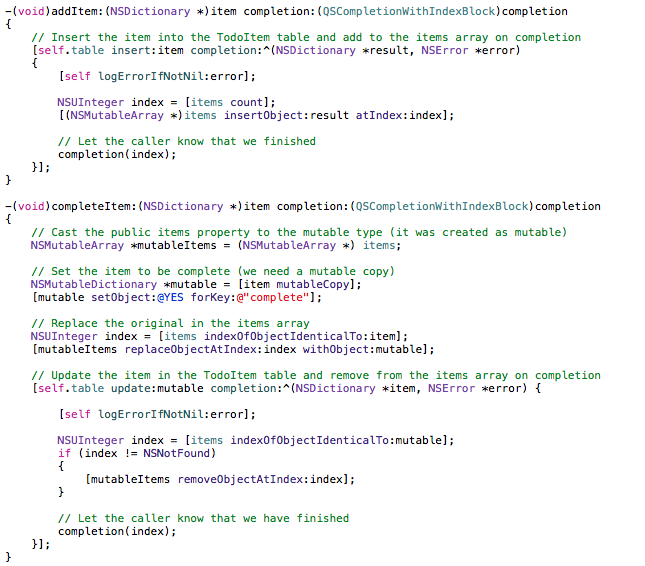 -(void)addItem:(NSDictionary *)item completion:(QSCompletionWithIndexBlock)completion
{
    // Insert the item into the TodoItem table and add to the items array on completion
    [self.table insert:item completion:^(NSDictionary *result, NSError *error)
    {
        [self logErrorIfNotNil:error];

        NSUInteger index = [items count];
        [(NSMutableArray *)items insertObject:result atIndex:index];

        // Let the caller know that we finished
        completion(index);
    }];
}

-(void)completeItem:(NSDictionary *)item completion:(QSCompletionWithIndexBlock)completion
{
    // Cast the public items property to the mutable type (it was created as mutable)
    NSMutableArray *mutableItems = (NSMutableArray *) items;

    // Set the item to be complete (we need a mutable copy)
    NSMutableDictionary *mutable = [item mutableCopy];
    [mutable setObject:@YES forKey:@"complete"];

    // Replace the original in the items array
    NSUInteger index = [items indexOfObjectIdenticalTo:item];
    [mutableItems replaceObjectAtIndex:index withObject:mutable];

    // Update the item in the TodoItem table and remove from the items array on completion
    [self.table update:mutable completion:^(NSDictionary *item, NSError *error) {

        [self logErrorIfNotNil:error];

        NSUInteger index = [items indexOfObjectIdenticalTo:mutable];
        if (index != NSNotFound)
        {
            [mutableItems removeObjectAtIndex:index];
        }

        // Let the caller know that we have finished
        completion(index);
    }];
}